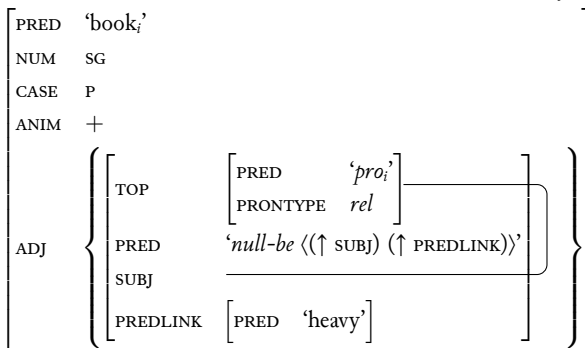 PRED ‘bookᵢ’
NUM SG
CASE P
ANIM +
ADJ
TOP
PRED ‘proᵢ’
PRONTYPE rel
PRED ‘null-be ⟨(↑ SUBJ) (↑ PREDLINK)⟩’
SUBJ
PREDLINK
PRED ‘heavy’